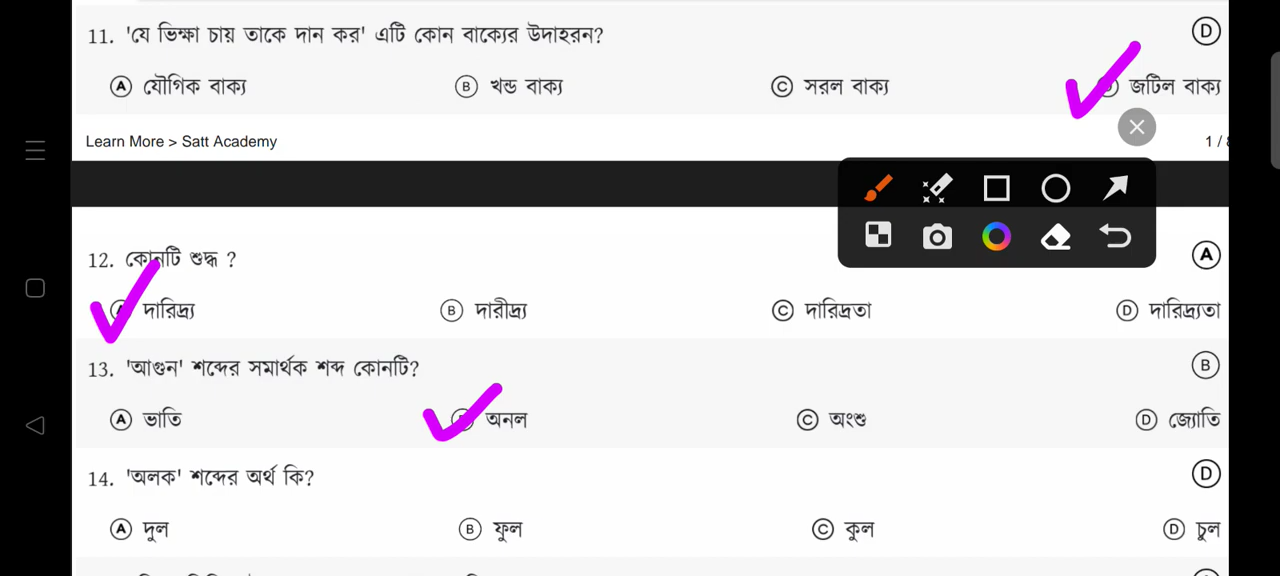 11. 'যে ভিক্ষা চায় তাকে দান কর' এটি কোন বাক্যের উদাহরন? D
A যৌগিক বাক্য B খন্ড বাক্য C সরল বাক্য D জটিল বাক্য
Learn More > Satt Academy 1 / 8
12. কোনটি শুদ্ধ ? A
A দারিদ্র্য B দারীদ্র্য C দারিদ্রতা D দারিদ্র্যতা
13. 'আগুন' শব্দের সমার্থক শব্দ কোনটি? B
A ভাতি B অনল C অংশু D জ্যোতি
14. 'অলক' শব্দের অর্থ কি? D
A দুল B ফুল C কুল D চুল